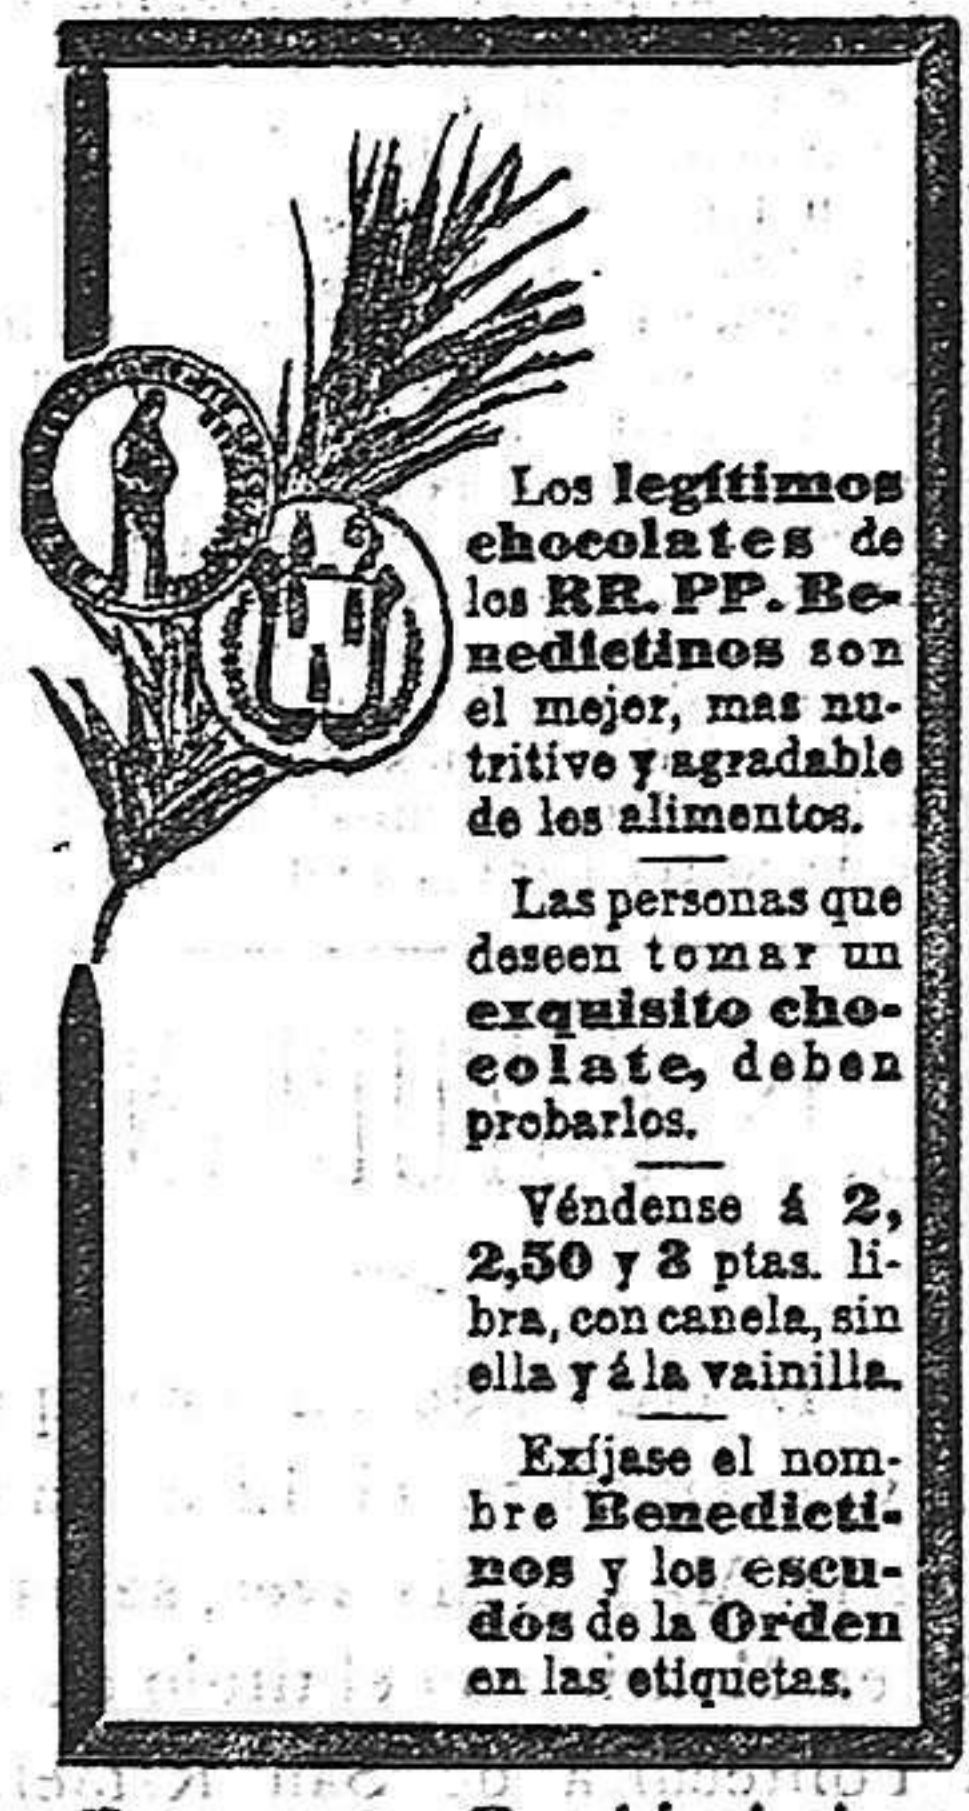 Los legítimos
chocolates de
los RR. PP. Be-
nedictinos son
el mejor, mas nu-
tritivo y agradable
de los alimentos.
Las personas que
deseen tomar un
exquisito cho-
colate, deben
probarlos.
Véndense á 2,
2,50 y 3 ptas. li-
bra, con canela, sin
ella y á la vainilla.
Exíjase el nom-
bre Benedicti-
nos y los escu-
dos de la Orden
en las etiquetas.